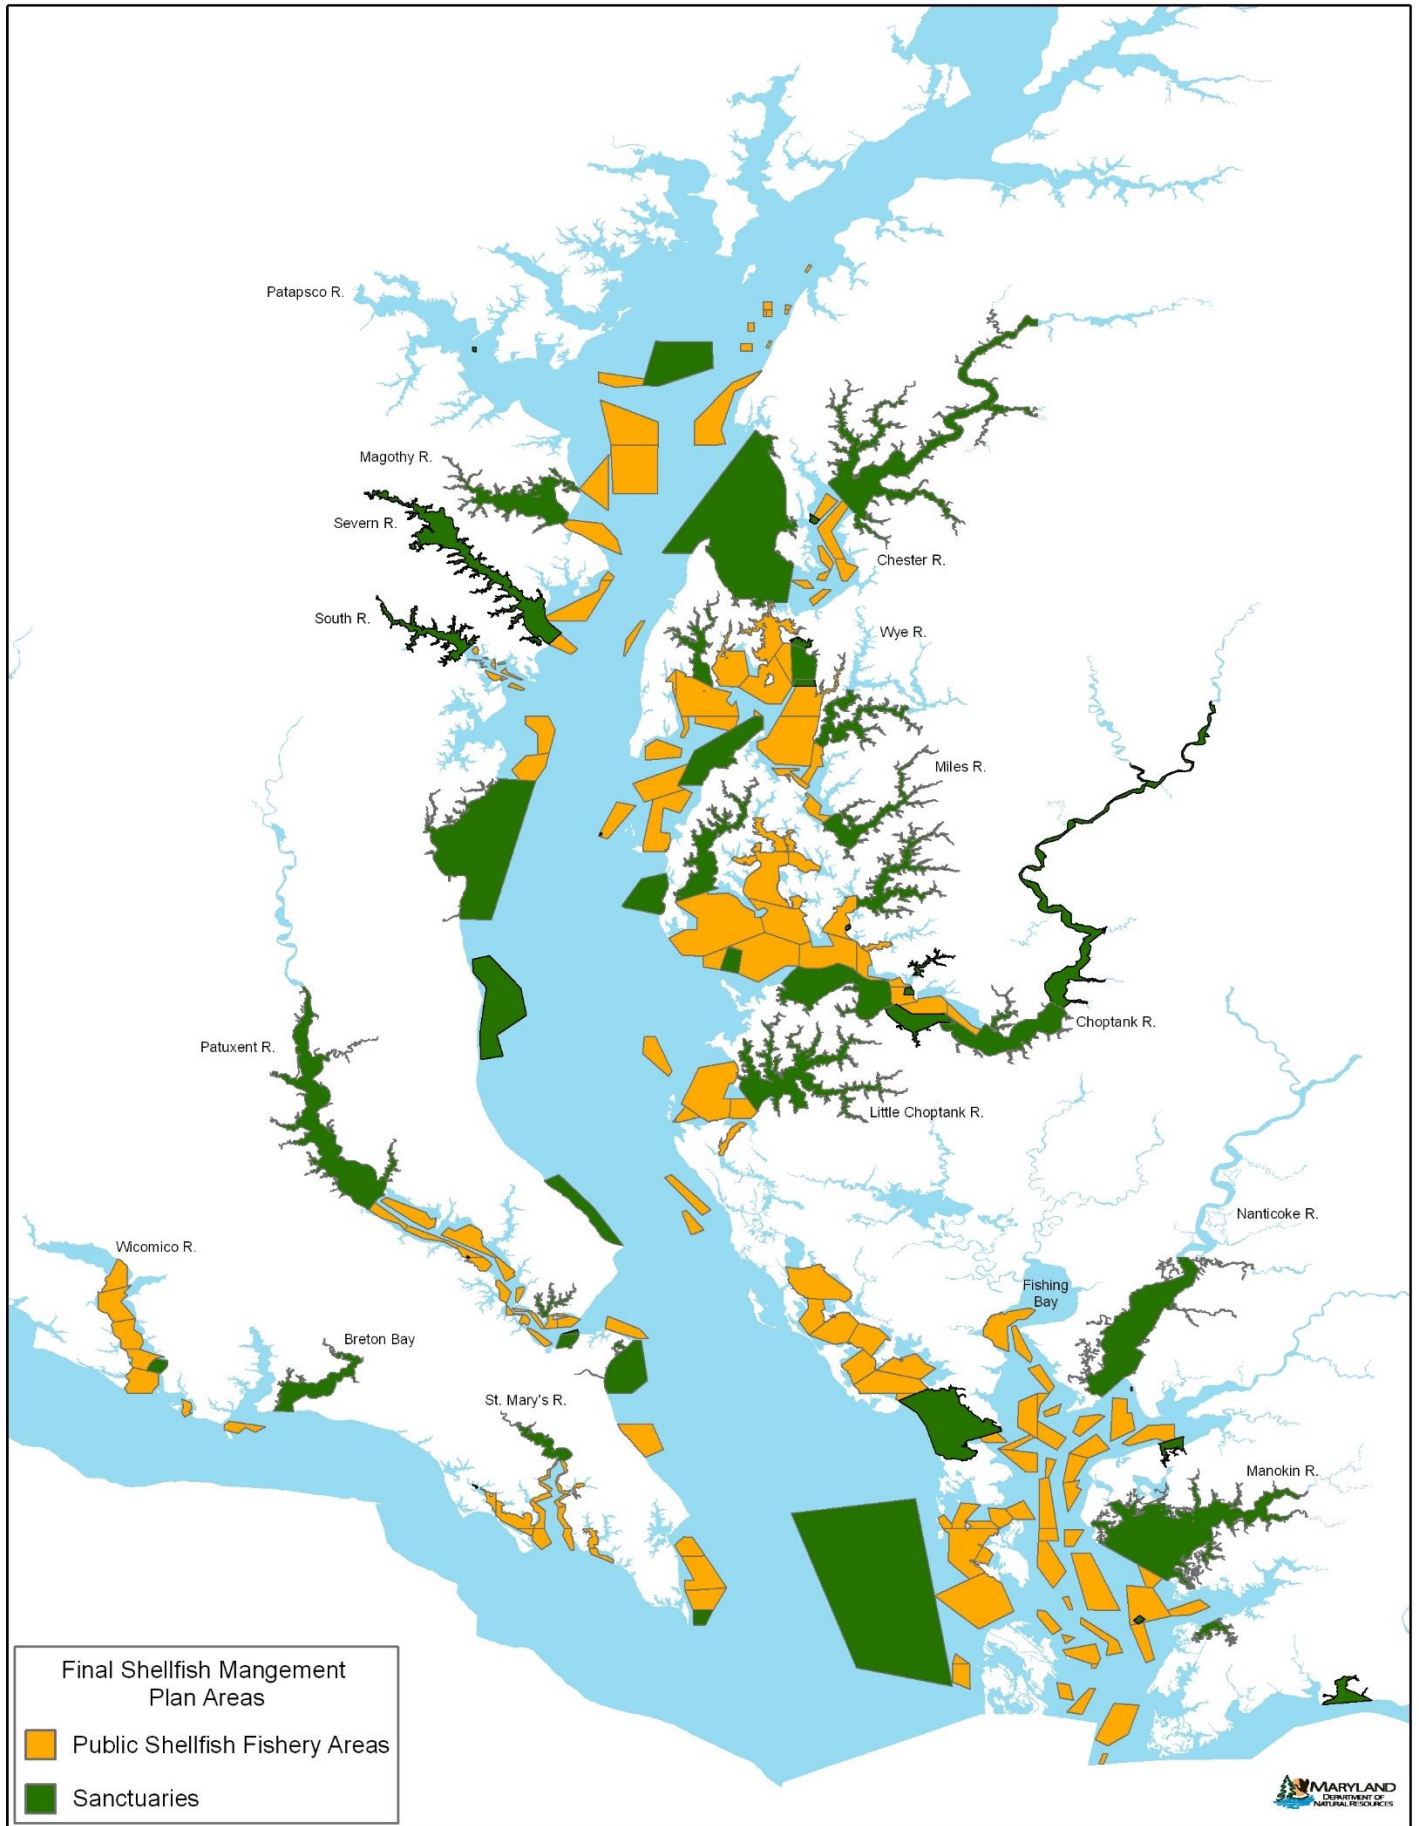 Patapsco R.
Magothy R.
Severn R.
Chester R.
South R.
Wye R.
Miles R.
Choptank R.
Patuxent R.
Little Choptank R.
Nanticoke R.
Wicomico R.
Fishing
Bay
Breton Bay
St. Mary's R.
Manokin R.
Final Shellfish Mangement
Plan Areas
Public Shellfish Fishery Areas
Sanctuaries
MARYLAND
DEPARTMENT OF
NATURAL RESOURCES